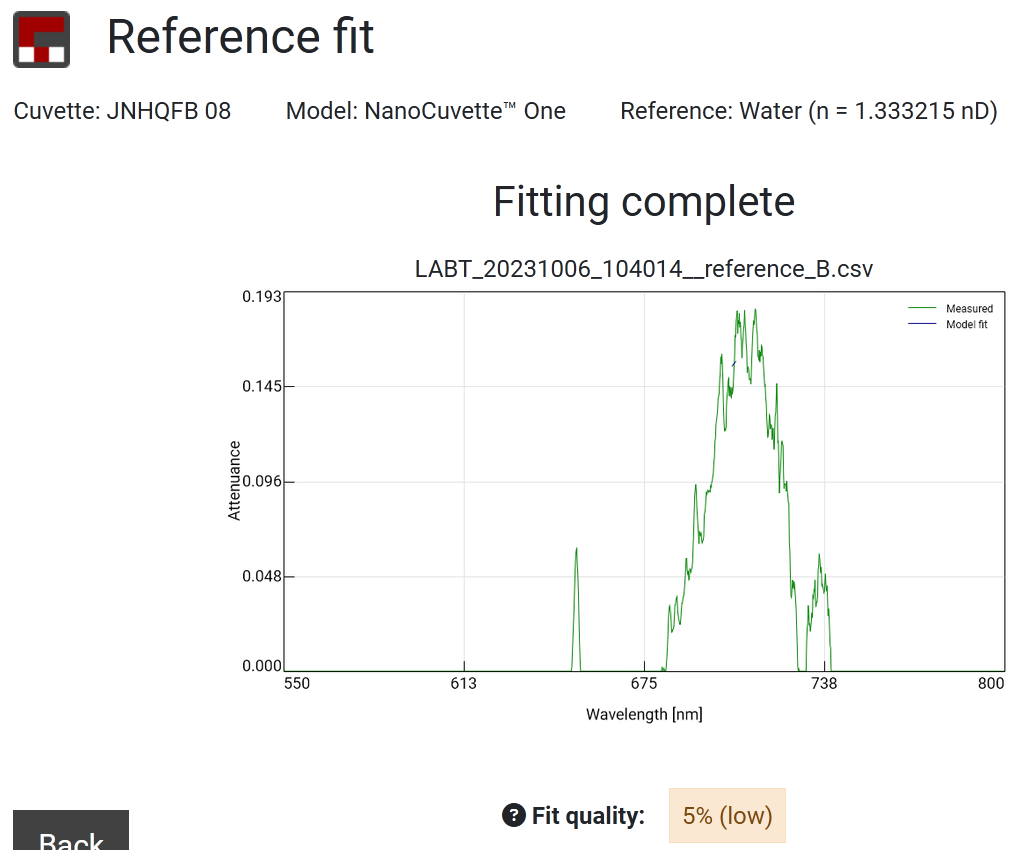 Reference fit
Cuvette: JNHQFB 08 Model: NanoCuvette™ One Reference: Water (n = 1.333215 nD)
Fitting complete
LABT_20231006_104014__reference_B.csv
0.193
Measured
Model fit
0.145
Attenuance
0.096
0.048
0.000
550 613 675 738 800
Wavelength [nm]
? Fit quality: 5% (low)
Back